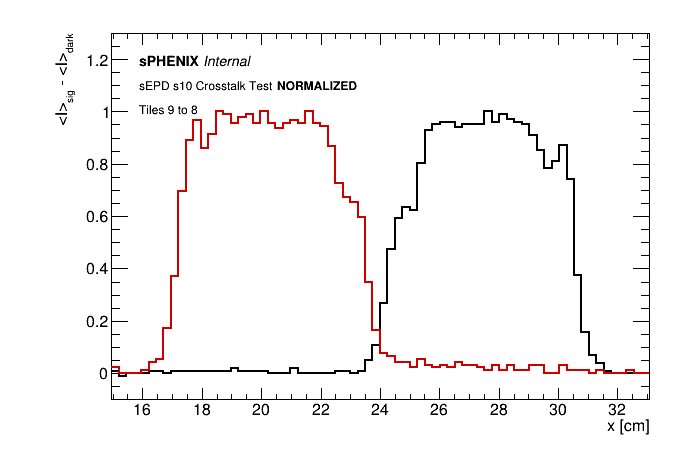 <I>sig - <I>dark
sPHENIX Internal
sEPD s10 Crosstalk Test NORMALIZED
Tiles 9 to 8
1.2
1
0.8
0.6
0.4
0.2
0
16 18 20 22 24 26 28 30 32
x [cm]